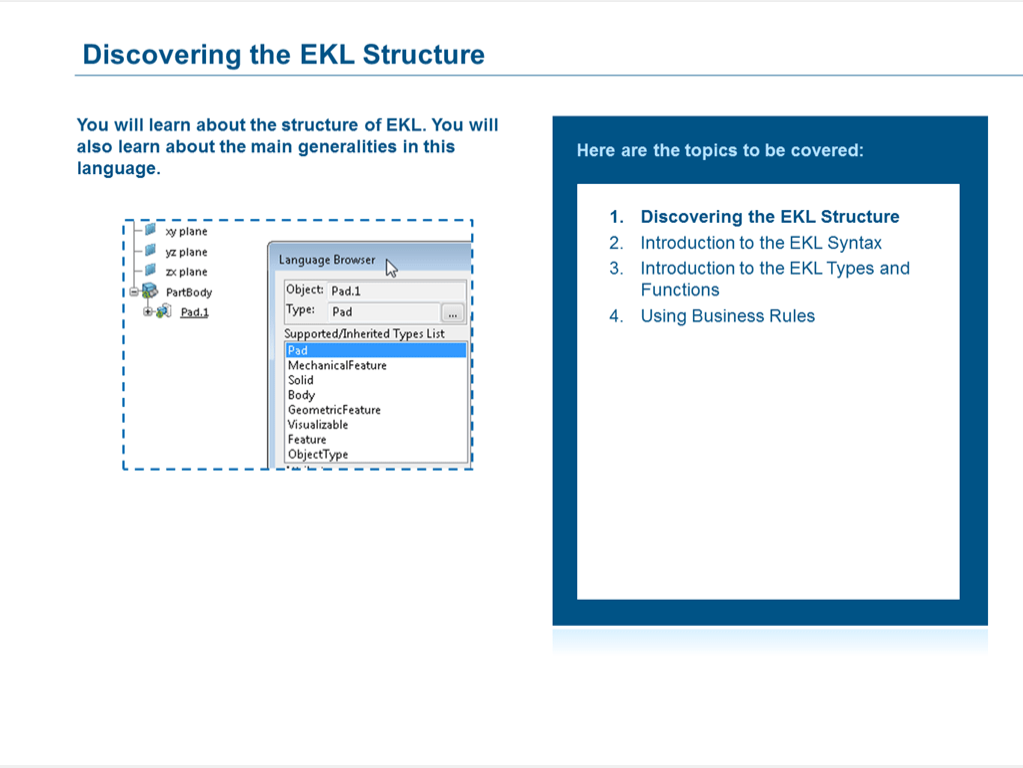 Discovering the EKL Structure
You will learn about the structure of EKL. You will
also learn about the main generalities in this
language.
xy plane
yz plane
zx plane
PartBody
Pad.1
Language Browser
Object: Pad.1
Type: Pad
...
Supported/Inherited Types List
Pad
MechanicalFeature
Solid
Body
GeometricFeature
Visualizable
Feature
ObjectType
Here are the topics to be covered:
1. Discovering the EKL Structure
2. Introduction to the EKL Syntax
3. Introduction to the EKL Types and
Functions
4. Using Business Rules